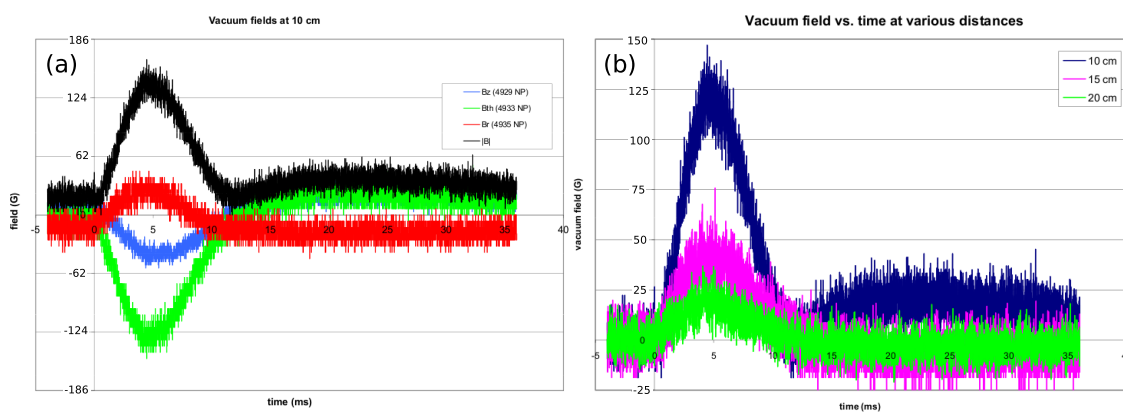 Vacuum fields at 10 cm
(a)
186
124
62
0
-62
-124
-186
-5
0
5
10
15
20
25
30
35
40
field (G)
time (ms)
Bz (4929 NP)
Bth (4933 NP)
Br (4935 NP)
|B|
Vacuum field vs. time at various distances
(b)
150
125
100
75
50
25
0
-25
-5
0
5
10
15
20
25
30
35
vacuum field (G)
time (ms)
10 cm
15 cm
20 cm